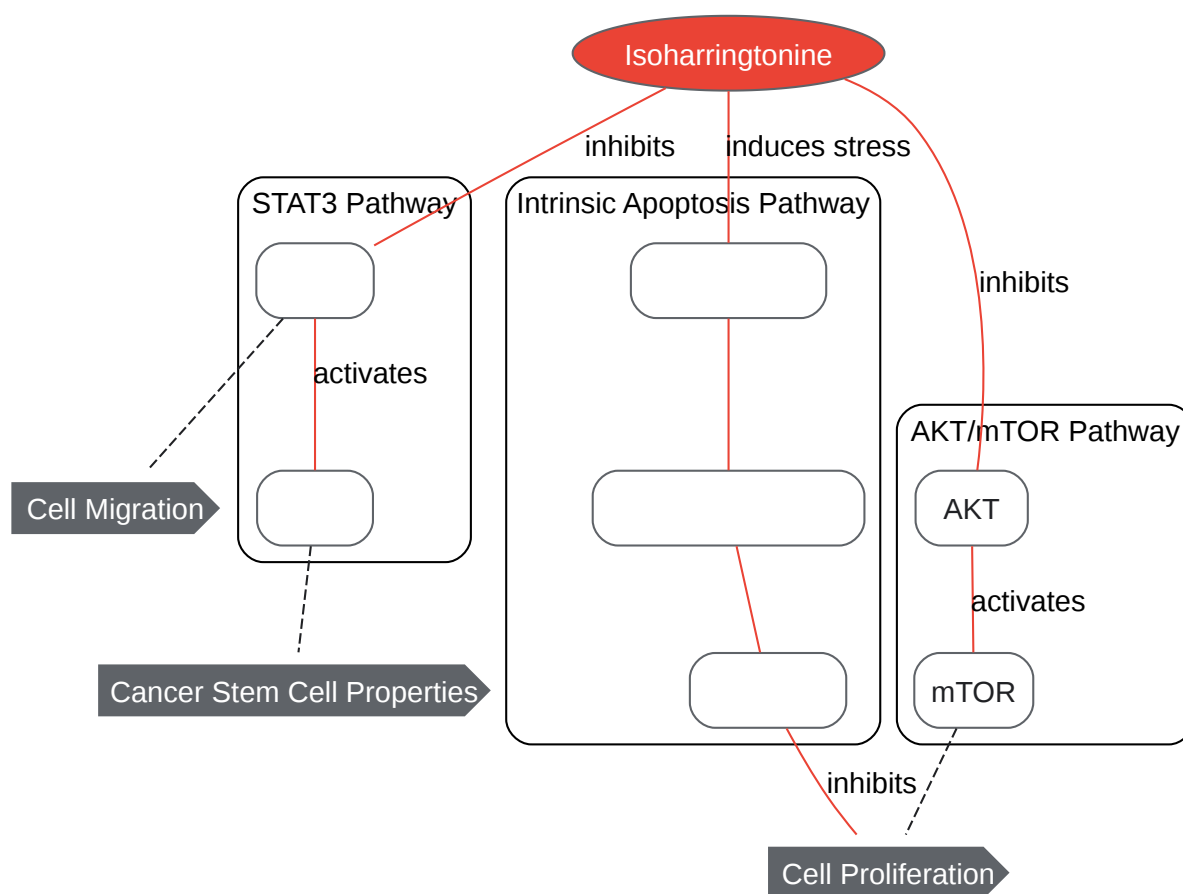 Isoharringtonine
inhibits
induces stress
STAT3 Pathway
Intrinsic Apoptosis Pathway
inhibits
activates
AKT/mTOR Pathway
Cell Migration
AKT
activates
Cancer Stem Cell Properties
mTOR
inhibits
Cell Proliferation